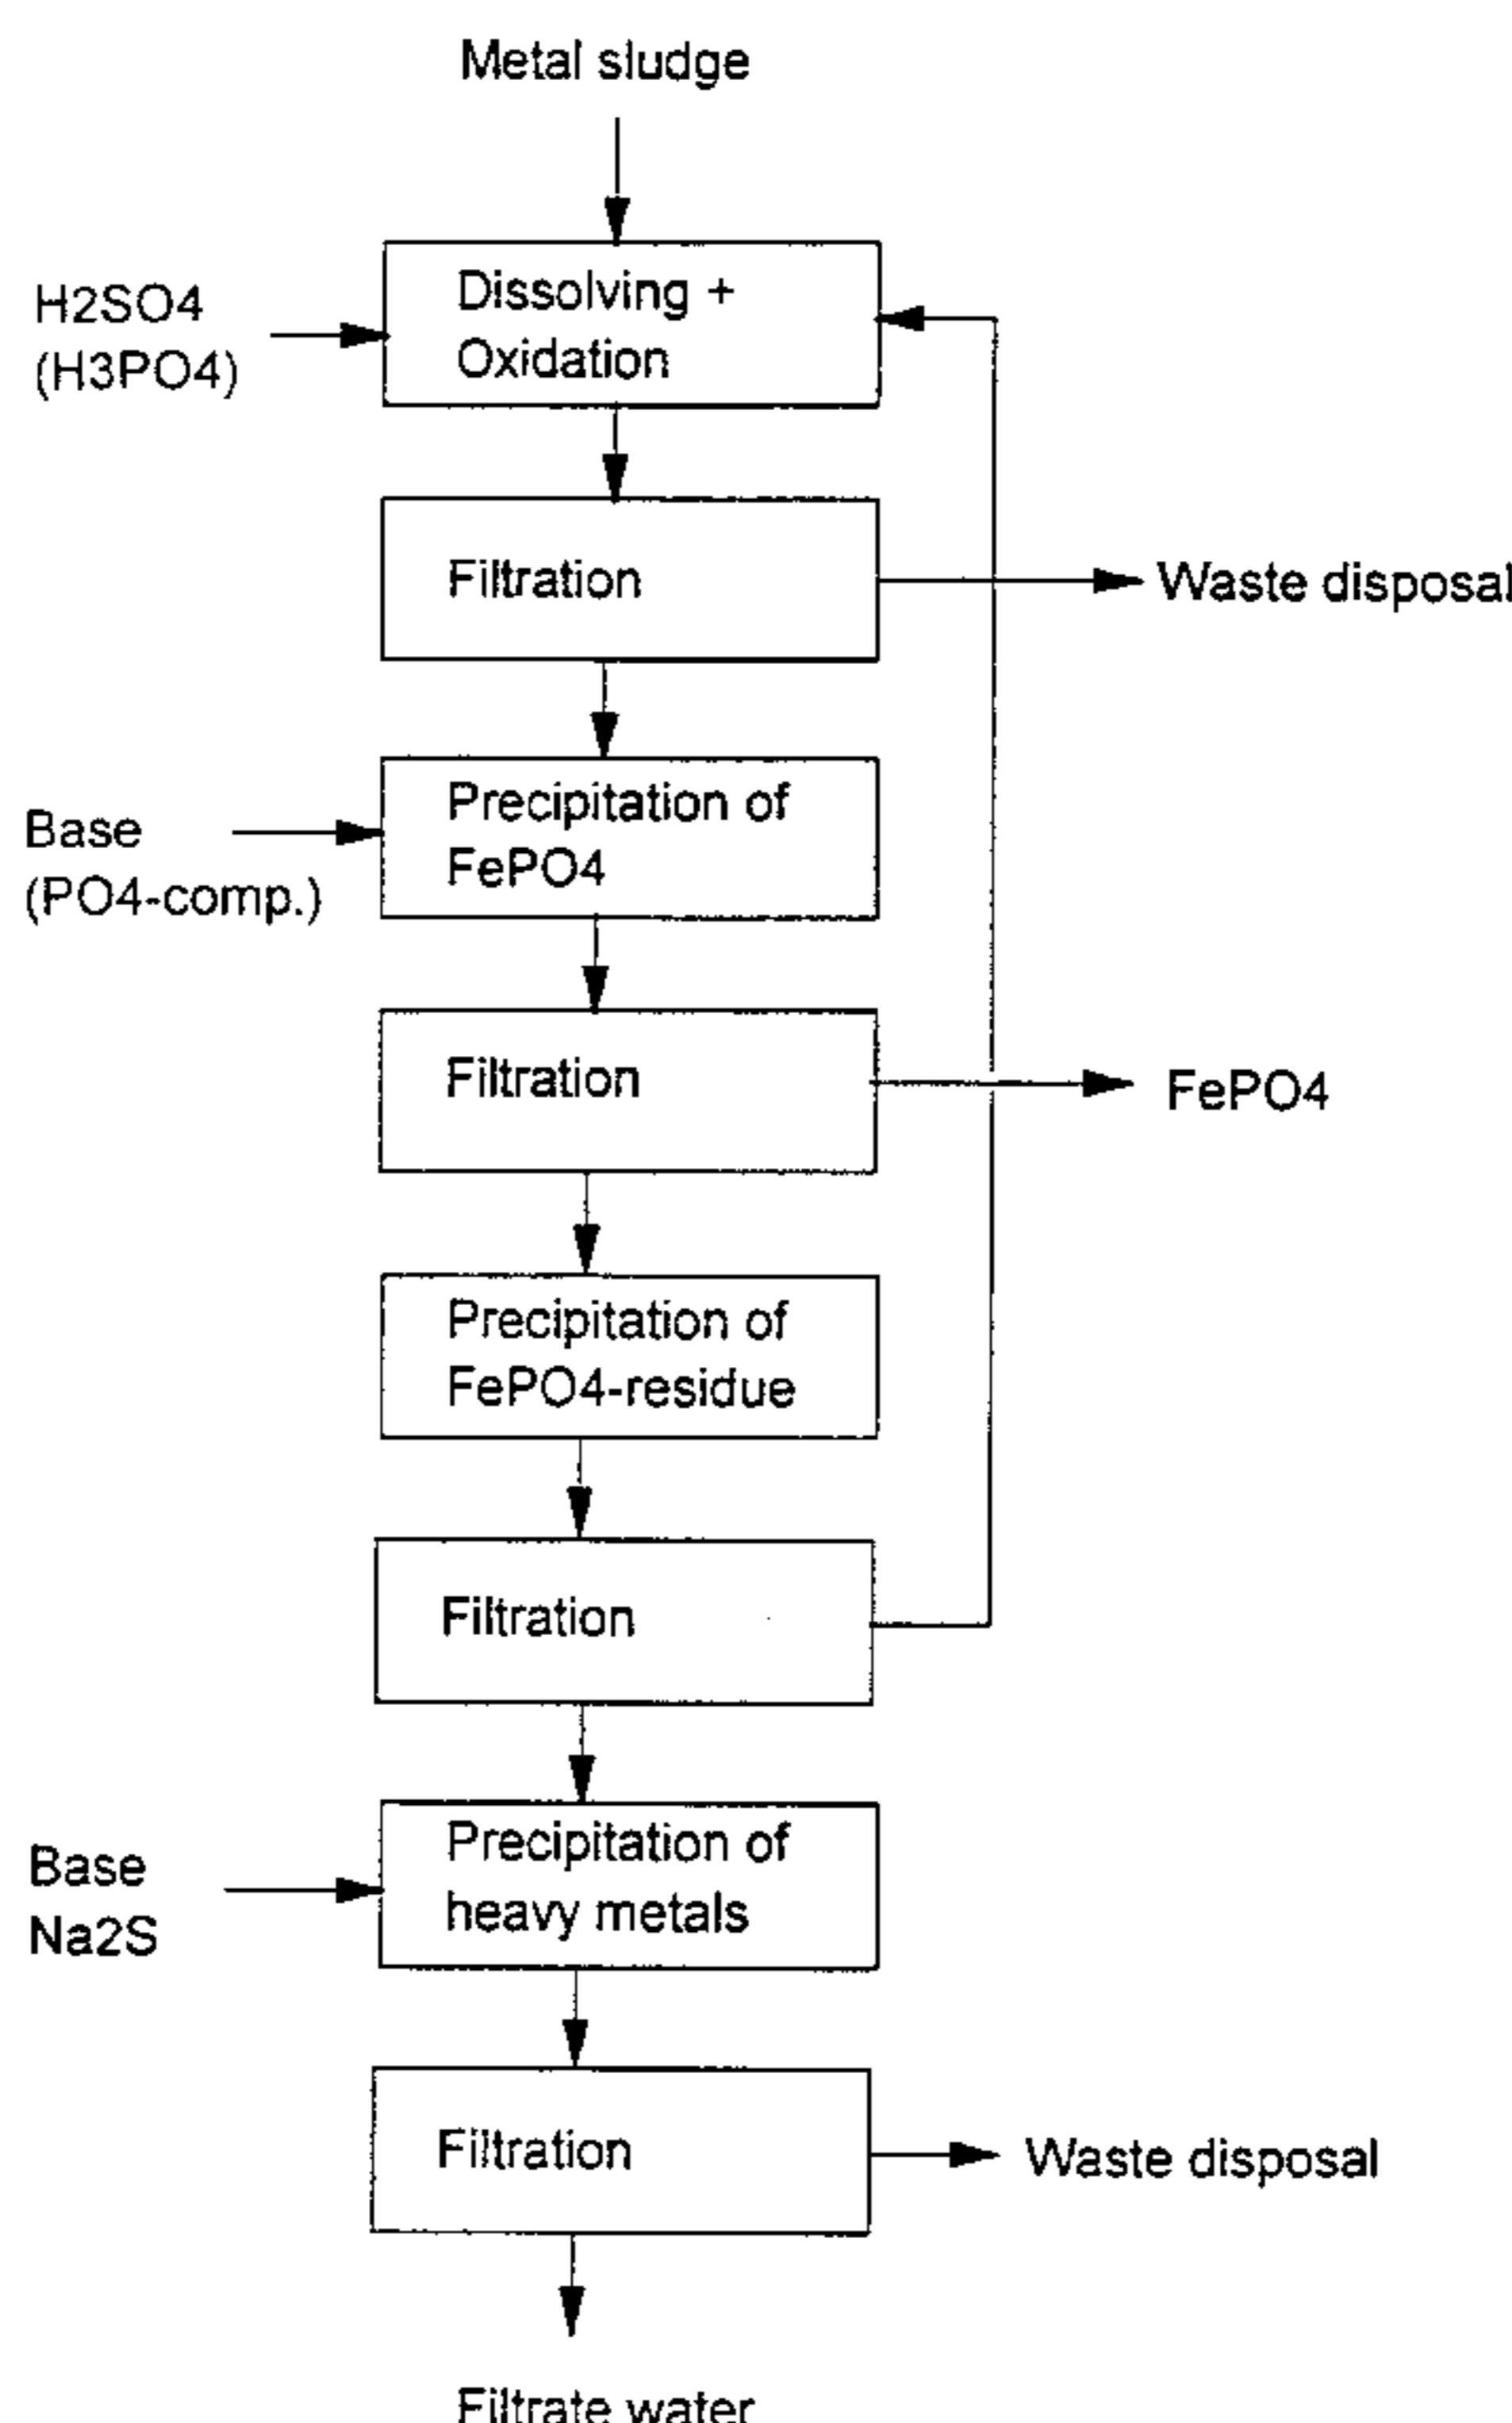 Metal sludge
H2SO4
(H3PO4)
Dissolving +
Oxidation
Filtration
Waste disposal
Base
(PO4-comp.)
Precipitation of
FePO4
Filtration
FePO4
Precipitation of
FePO4-residue
Filtration
Base
Na2S
Precipitation of
heavy metals
Filtration
Waste disposal
Filtrate water